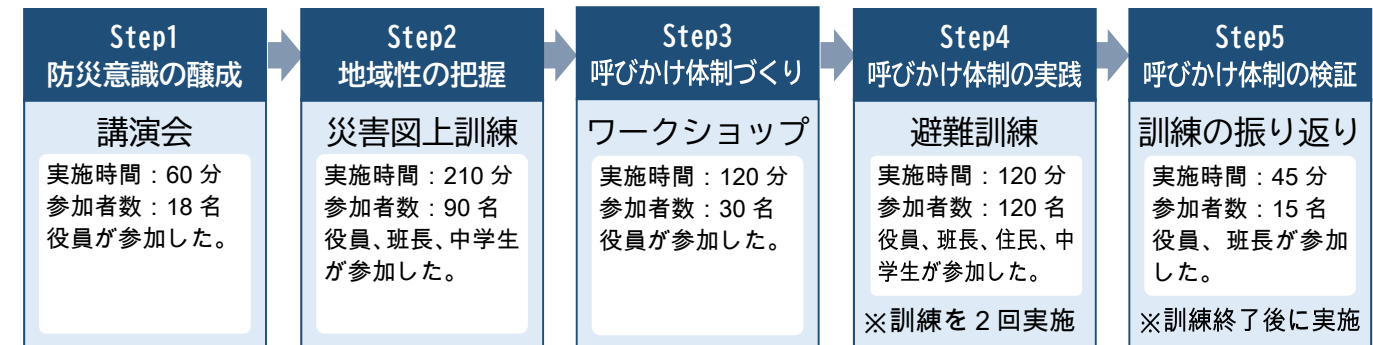 Step1
防災意識の醸成
講演会
実施時間：60 分
参加者数：18 名
役員が参加した。
Step2
地域性の把握
災害図上訓練
実施時間：210 分
参加者数：90 名
役員、班長、中学生
が参加した。
Step3
呼びかけ体制づくり
ワークショップ
実施時間：120 分
参加者数：30 名
役員が参加した。
Step4
呼びかけ体制の実践
避難訓練
実施時間：120 分
参加者数：120 名
役員、班長、住民、中
学生が参加した。
※訓練を 2 回実施
Step5
呼びかけ体制の検証
訓練の振り返り
実施時間：45 分
参加者数：15 名
役員、班長が参加
した。
※訓練終了後に実施